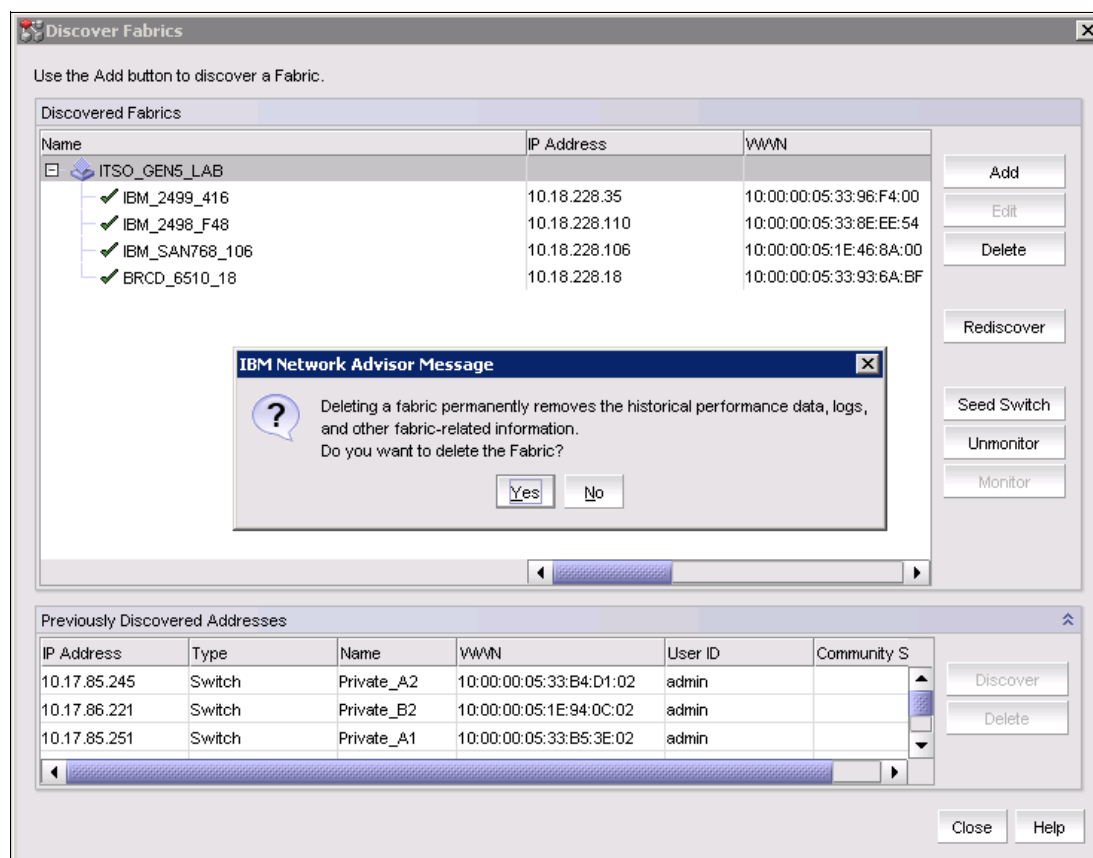 Discover Fabrics
Use the Add button to discover a Fabric.
Discovered Fabrics
Name IP Address WWN
ITSO_GEN5_LAB
IBM_2499_416 10.18.228.35 10:00:00:05:33:96:F4:00
IBM_2498_F48 10.18.228.110 10:00:00:05:33:8E:EE:54
IBM_SAN768_106 10.18.228.106 10:00:00:05:1E:46:8A:00
BRCD_6510_18 10.18.228.18 10:00:00:05:33:93:6A:BF
Add
Edit
Delete
Rediscover
Seed Switch
Unmonitor
Monitor
IBM Network Advisor Message
?
Deleting a fabric permanently removes the historical performance data, logs,
and other fabric-related information.
Do you want to delete the Fabric?
Yes No
Previously Discovered Addresses
IP Address Type Name WWN User ID Community S
10.17.85.245 Switch Private_A2 10:00:00:05:33:B4:D1:02 admin
10.17.86.221 Switch Private_B2 10:00:00:05:1E:94:0C:02 admin
10.17.85.251 Switch Private_A1 10:00:00:05:33:B5:3E:02 admin
Discover
Delete
Close Help